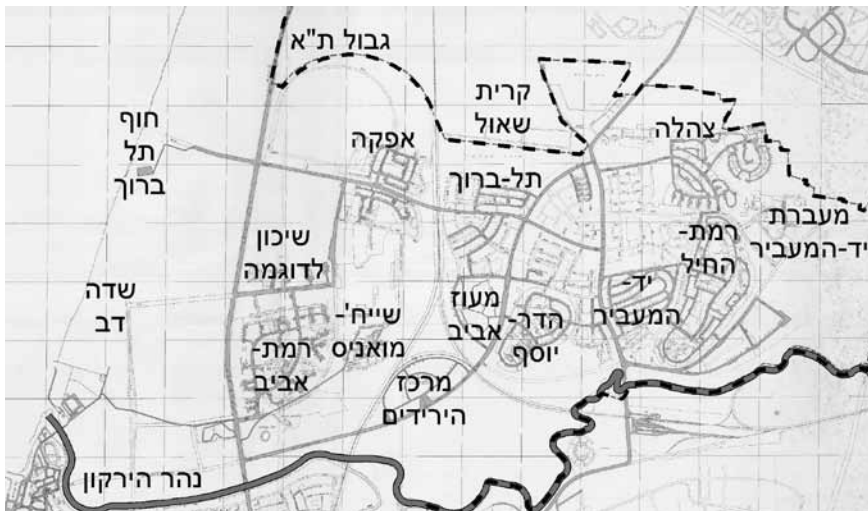 גבול ת"א
קרית
שאול
צהלה
חוף
תל
ברוך
אפקה
תל-ברוך
מעברת
יד-המעביר
רמת-
החיל
שיכון
לדוגמה
שדה
דב
שייח'-
מואניס
מעוז
אביב
הדר-
יוסף
יד-
המעביר
רמת-
אביב
מרכז
הירידים
נהר הירקון